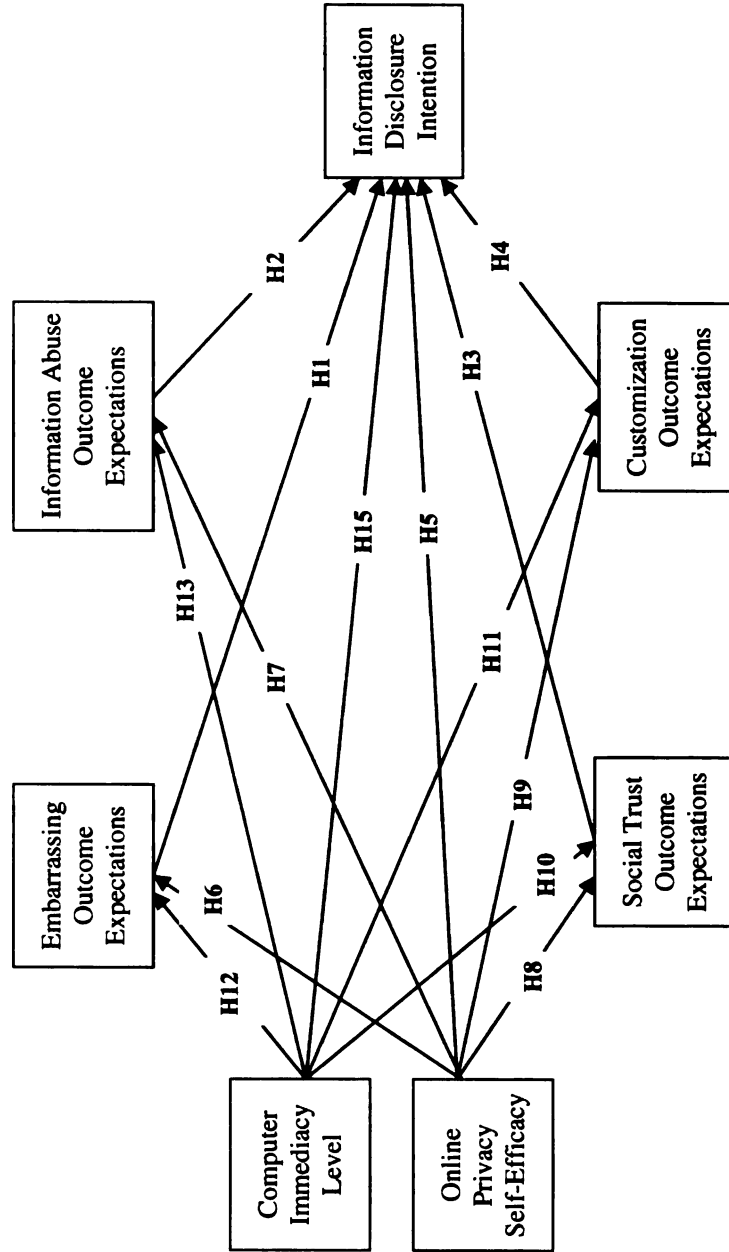 Embarrassing
Outcome
Expectations
Information Abuse
Outcome
Expectations
H12
H6
H13
H7
H1
H2
Computer
Immediacy
Level
Online
Privacy
Self-Efficacy
H15
H5
Information
Disclosure
Intention
H8
H10
H9
H11
H3
H4
Social Trust
Outcome
Expectations
Customization
Outcome
Expectations